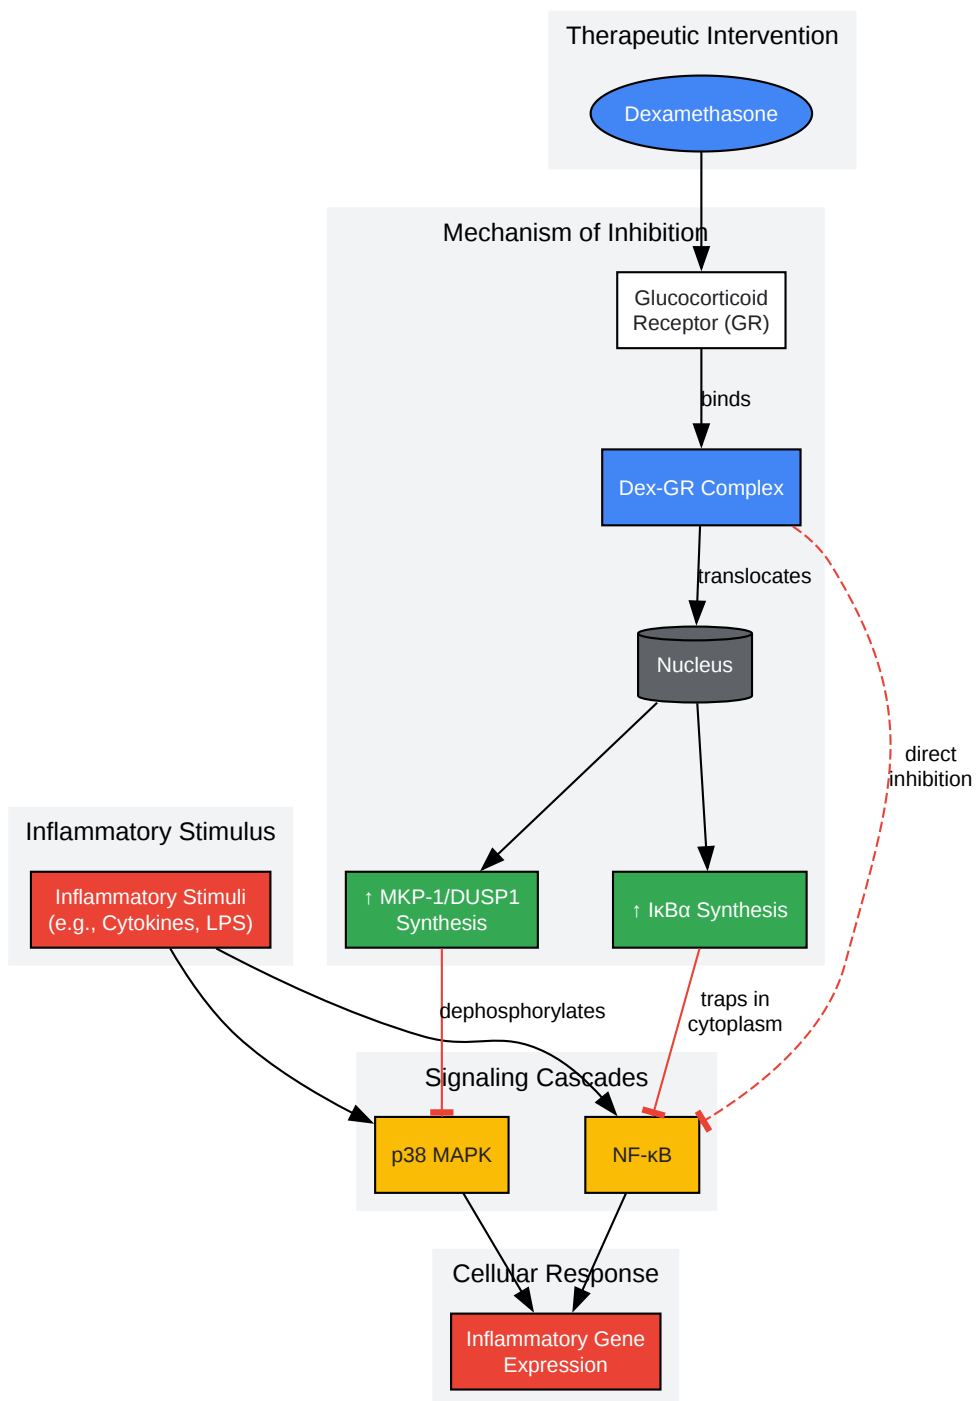 Therapeutic Intervention
Dexamethasone
Mechanism of Inhibition
Glucocorticoid
Receptor (GR)
binds
Dex-GR Complex
translocates
Nucleus
direct
inhibition
Inflammatory Stimulus
Inflammatory Stimuli
(e.g., Cytokines, LPS)
↑ MKP-1/DUSP1
Synthesis
↑ IκBα Synthesis
dephosphorylates
traps in
cytoplasm
Signaling Cascades
p38 MAPK
NF-κB
Cellular Response
Inflammatory Gene
Expression